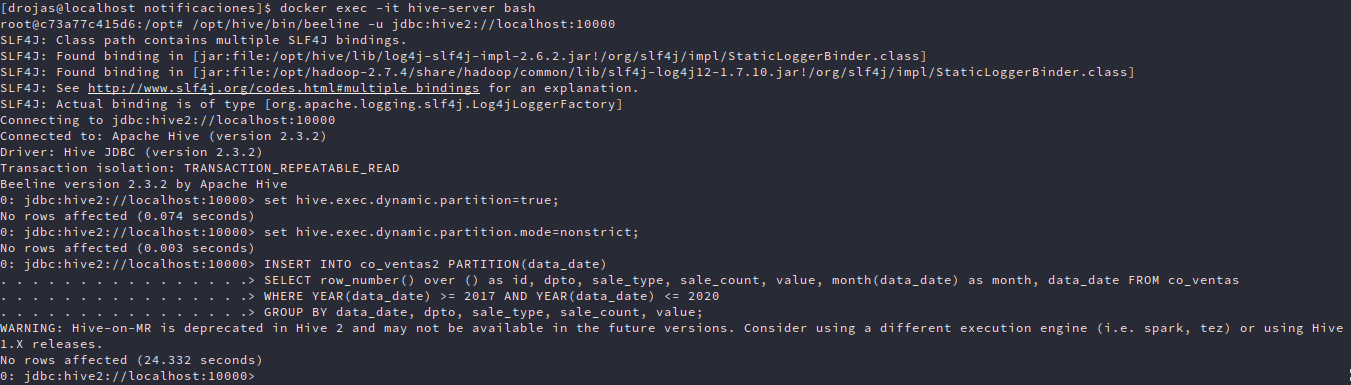 [drojas@localhost notificaciones]$ docker exec -it hive-server bash
root@c73a77c415d6:/opt# /opt/hive/bin/beeline -u jdbc:hive2://localhost:10000
SLF4J: Class path contains multiple SLF4J bindings.
SLF4J: Found binding in [jar:file:/opt/hive/lib/log4j-slf4j-impl-2.6.2.jar!/org/slf4j/impl/StaticLoggerBinder.class]
SLF4J: Found binding in [jar:file:/opt/hadoop-2.7.4/share/hadoop/common/lib/slf4j-log4j12-1.7.10.jar!/org/slf4j/impl/StaticLoggerBinder.class]
SLF4J: See http://www.slf4j.org/codes.html#multiple_bindings for an explanation.
SLF4J: Actual binding is of type [org.apache.logging.slf4j.Log4jLoggerFactory]
Connecting to jdbc:hive2://localhost:10000
Connected to: Apache Hive (version 2.3.2)
Driver: Hive JDBC (version 2.3.2)
Transaction isolation: TRANSACTION_REPEATABLE_READ
Beeline version 2.3.2 by Apache Hive
0: jdbc:hive2://localhost:10000> set hive.exec.dynamic.partition=true;
No rows affected (0.074 seconds)
0: jdbc:hive2://localhost:10000> set hive.exec.dynamic.partition.mode=nonstrict;
No rows affected (0.003 seconds)
0: jdbc:hive2://localhost:10000> INSERT INTO co_ventas2 PARTITION(data_date)
. . . . . . . . . . . . . . . .> SELECT row_number() over () as id, dpto, sale_type, sale_count, value, month(data_date) as month, data_date FROM co_ventas
. . . . . . . . . . . . . . . .> WHERE YEAR(data_date) >= 2017 AND YEAR(data_date) <= 2020
. . . . . . . . . . . . . . . .> GROUP BY data_date, dpto, sale_type, sale_count, value;
WARNING: Hive-on-MR is deprecated in Hive 2 and may not be available in the future versions. Consider using a different execution engine (i.e. spark, tez) or using Hive
1.X releases.
No rows affected (24.332 seconds)
0: jdbc:hive2://localhost:10000>